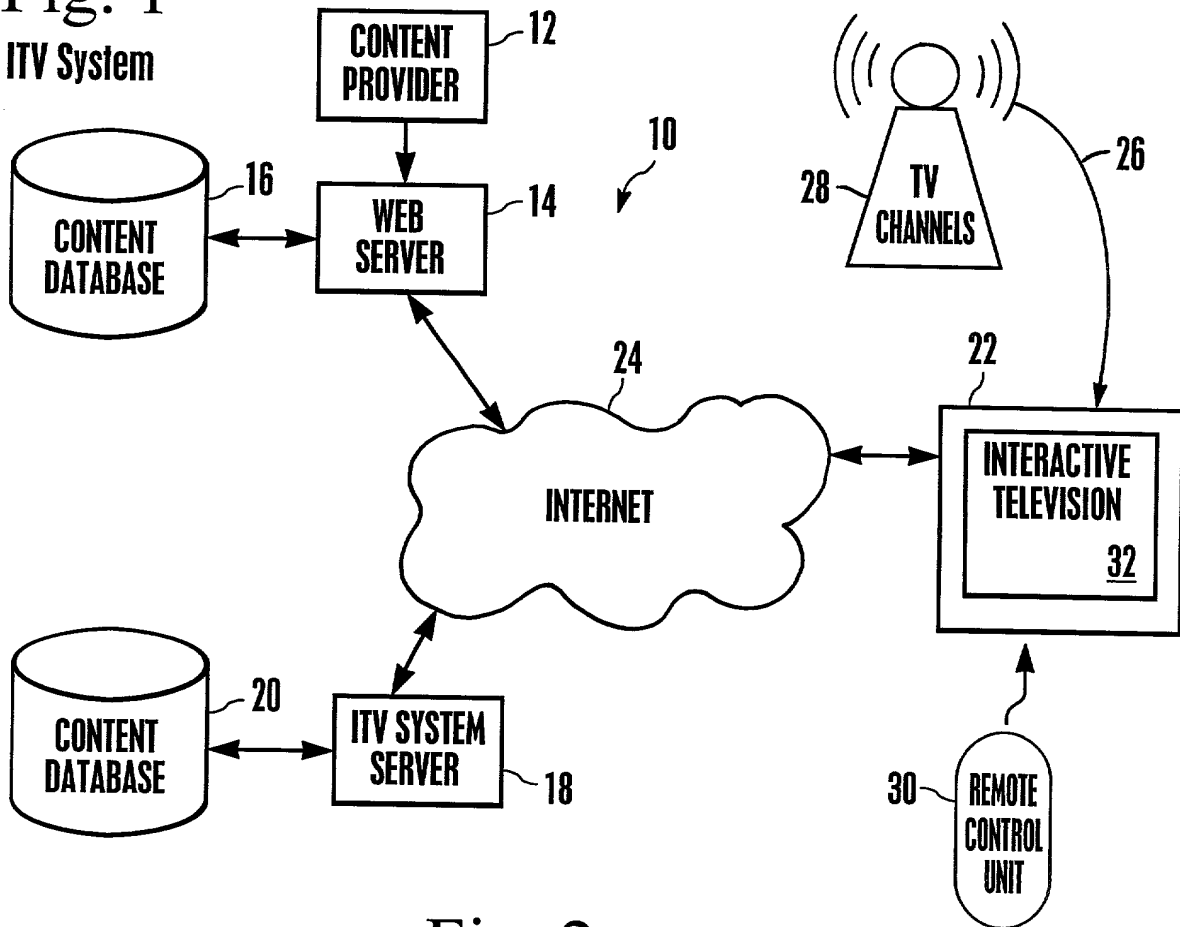 Fig. 1
ITV System
CONTENT
PROVIDER
12
10
16
CONTENT
DATABASE
WEB
SERVER
14
28
TV
CHANNELS
26
24
INTERNET
22
INTERACTIVE
TELEVISION
32
20
CONTENT
DATABASE
ITV SYSTEM
SERVER
18
30
REMOTE
CONTROL
UNIT
Fig. 2